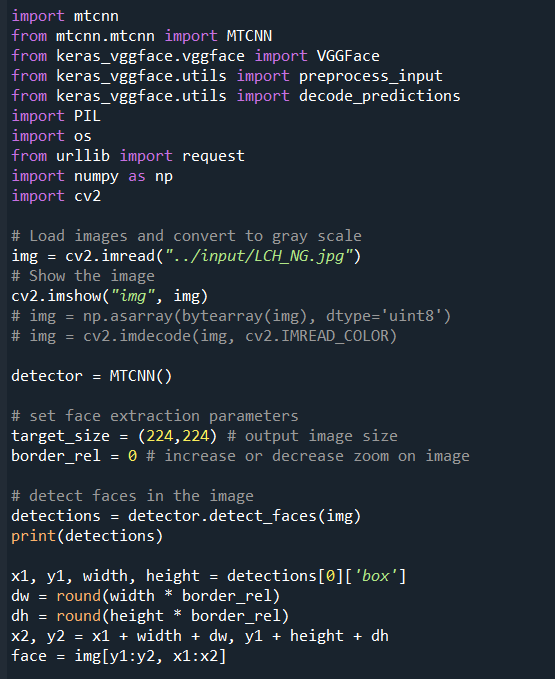 import mtcnn
from mtcnn.mtcnn import MTCNN
from keras_vggface.vggface import VGGFace
from keras_vggface.utils import preprocess_input
from keras_vggface.utils import decode_predictions
import PIL
import os
from urllib import request
import numpy as np
import cv2
# Load images and convert to gray scale
img = cv2.imread("../input/LCH_NG.jpg")
# Show the image
cv2.imshow("img", img)
# img = np.asarray(bytearray(img), dtype='uint8')
# img = cv2.imdecode(img, cv2.IMREAD_COLOR)
detector = MTCNN()
# set face extraction parameters
target_size = (224,224) # output image size
border_rel = 0 # increase or decrease zoom on image
# detect faces in the image
detections = detector.detect_faces(img)
print(detections)
x1, y1, width, height = detections[0]['box']
dw = round(width * border_rel)
dh = round(height * border_rel)
x2, y2 = x1 + width + dw, y1 + height + dh
face = img[y1:y2, x1:x2]